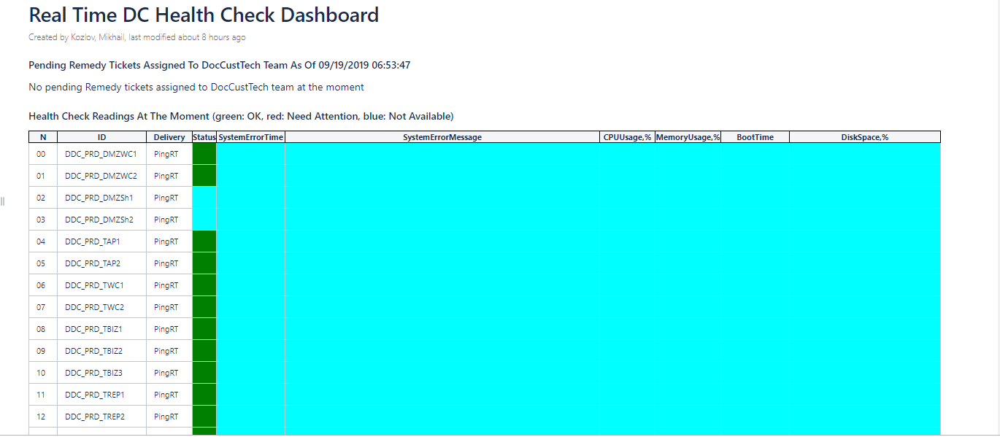 Real Time DC Health Check Dashboard
Created by Kozlov, Mikhail, last modified about 8 hours ago
Pending Remedy Tickets Assigned To DocCustTech Team As Of 09/19/2019 06:53:47
No pending Remedy tickets assigned to DocCustTech team at the moment
Health Check Readings At The Moment (green: OK, red: Need Attention, blue: Not Available)
N ID Delivery Status SystemErrorTime SystemErrorMessage CPUUsage,% MemoryUsage,% BootTime DiskSpace,%
00 DDC_PRD_DMZWC1 PingRT
01 DDC_PRD_DMZWC2 PingRT
02 DDC_PRD_DMZSh1 PingRT
03 DDC_PRD_DMZSh2 PingRT
04 DDC_PRD_TAP1 PingRT
05 DDC_PRD_TAP2 PingRT
06 DDC_PRD_TWC1 PingRT
07 DDC_PRD_TWC2 PingRT
08 DDC_PRD_TBIZ1 PingRT
09 DDC_PRD_TBIZ2 PingRT
10 DDC_PRD_TBIZ3 PingRT
11 DDC_PRD_TREP1 PingRT
12 DDC_PRD_TREP2 PingRT